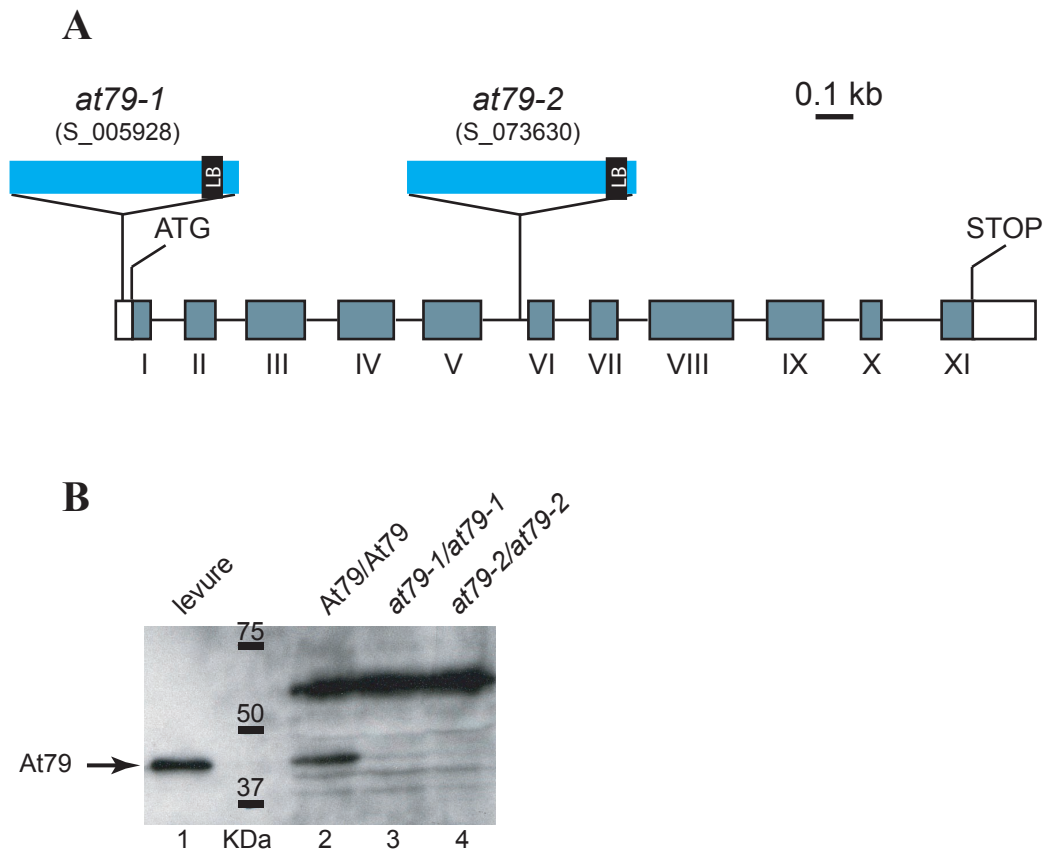 A
at79-1
(S_005928)
at79-2
(S_073630)
0.1 kb
LB
LB
ATG
STOP
I II III IV V VI VII VIII IX X XI
B
levure
At79/At79
at79-1/at79-1
at79-2/at79-2
75
50
37
At79
1 KDa 2 3 4